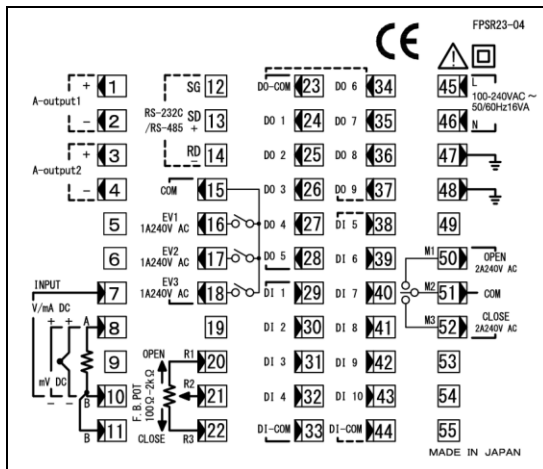 CE FPSR23-04
+ 1 SG 12 DO-COM 23 DO 6 34 45 L
A-output1 RS-232C /RS-485 100-240VAC ~ 50/60Hz16VA
- 2 SD + 13 DO 1 24 DO 7 35 46 N
+ 3 RD - 14 DO 2 25 DO 8 36 47
A-output2
- 4 COM 15 DO 3 26 DO 9 37 48
5 EV1 1A240V AC 16 DO 4 27 DI 5 38 49
6 EV2 1A240V AC 17 DO 5 28 DI 6 39 M1 50 OPEN 2A240V AC
INPUT 7 EV3 1A240V AC 18 DI 1 29 DI 7 40 M2 51 COM
V/mA DC
+ + A 8 19 DI 2 30 DI 8 41 M3 52 CLOSE 2A240V AC
9 OPEN R1 20 DI 3 31 DI 9 42 53
mV DC
- - B 10 F.B.POT 100Ω-2kΩ R2 21 DI 4 32 DI 10 43 54
B 11 CLOSE R3 22 DI-COM 33 DI-COM 44 55
MADE IN JAPAN